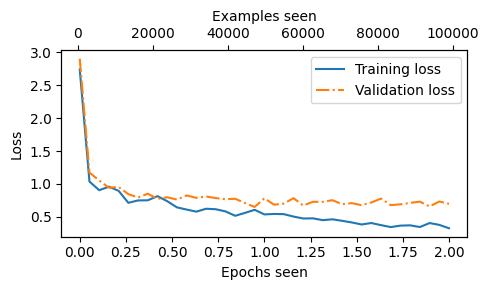 Examples seen
0 20000 40000 60000 80000 100000
3.0
2.5
2.0
1.5
1.0
0.5
Loss
Training loss
Validation loss
0.00 0.25 0.50 0.75 1.00 1.25 1.50 1.75 2.00
Epochs seen